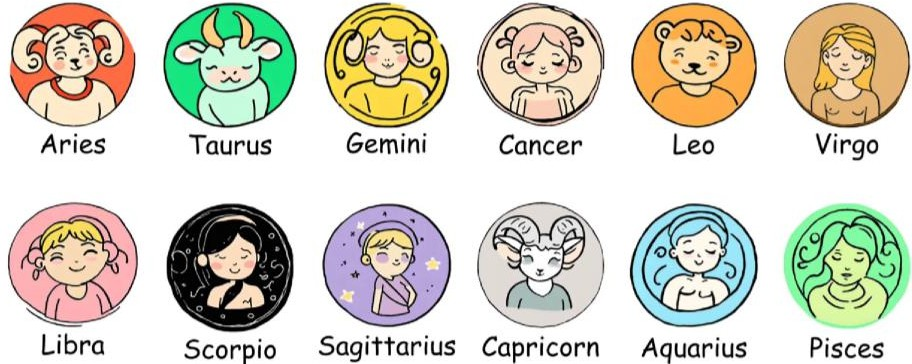 Aries Taurus Gemini Cancer Leo Virgo
Libra Scorpio Sagittarius Capricorn Aquarius Pisces